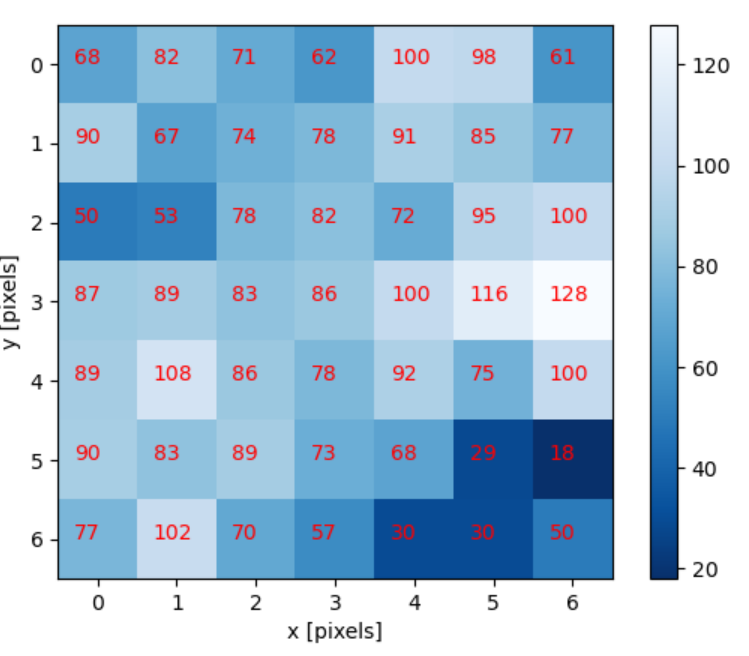 0 68 82 71 62 100 98 61
1 90 67 74 78 91 85 77
2 50 53 78 82 72 95 100
3 87 89 83 86 100 116 128
4 89 108 86 78 92 75 100
5 90 83 89 73 68 29 18
6 77 102 70 57 30 30 50
0 1 2 3 4 5 6
x [pixels]
y [pixels]
120
100
80
60
40
20